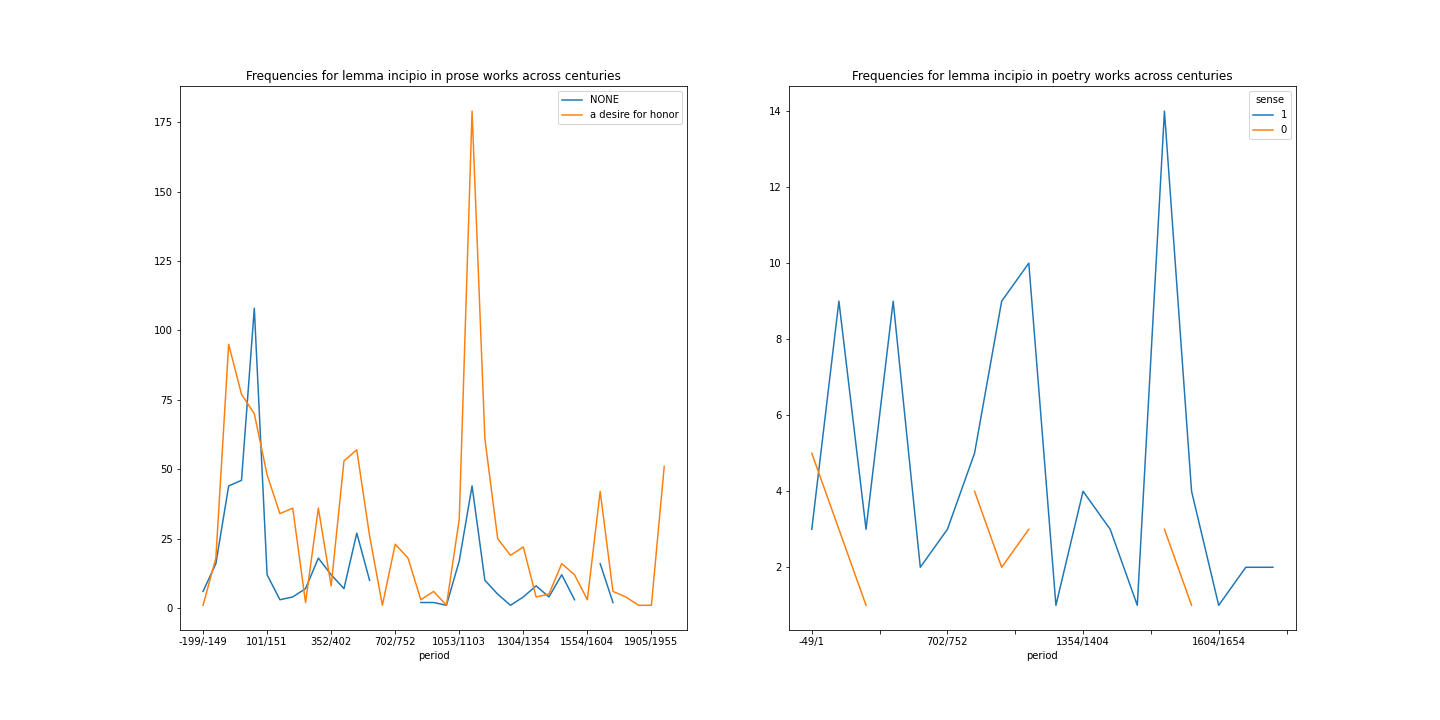 Frequencies for lemma incipio in prose works across centuries
NONE
a desire for honor
175
150
125
100
75
50
25
0
-199/-149 101/151 352/402 702/752 1053/1103 1304/1354 1554/1604 1905/1955
period
Frequencies for lemma incipio in poetry works across centuries
sense
1
0
14
12
10
8
6
4
2
-49/1 702/752 1354/1404 1604/1654
period